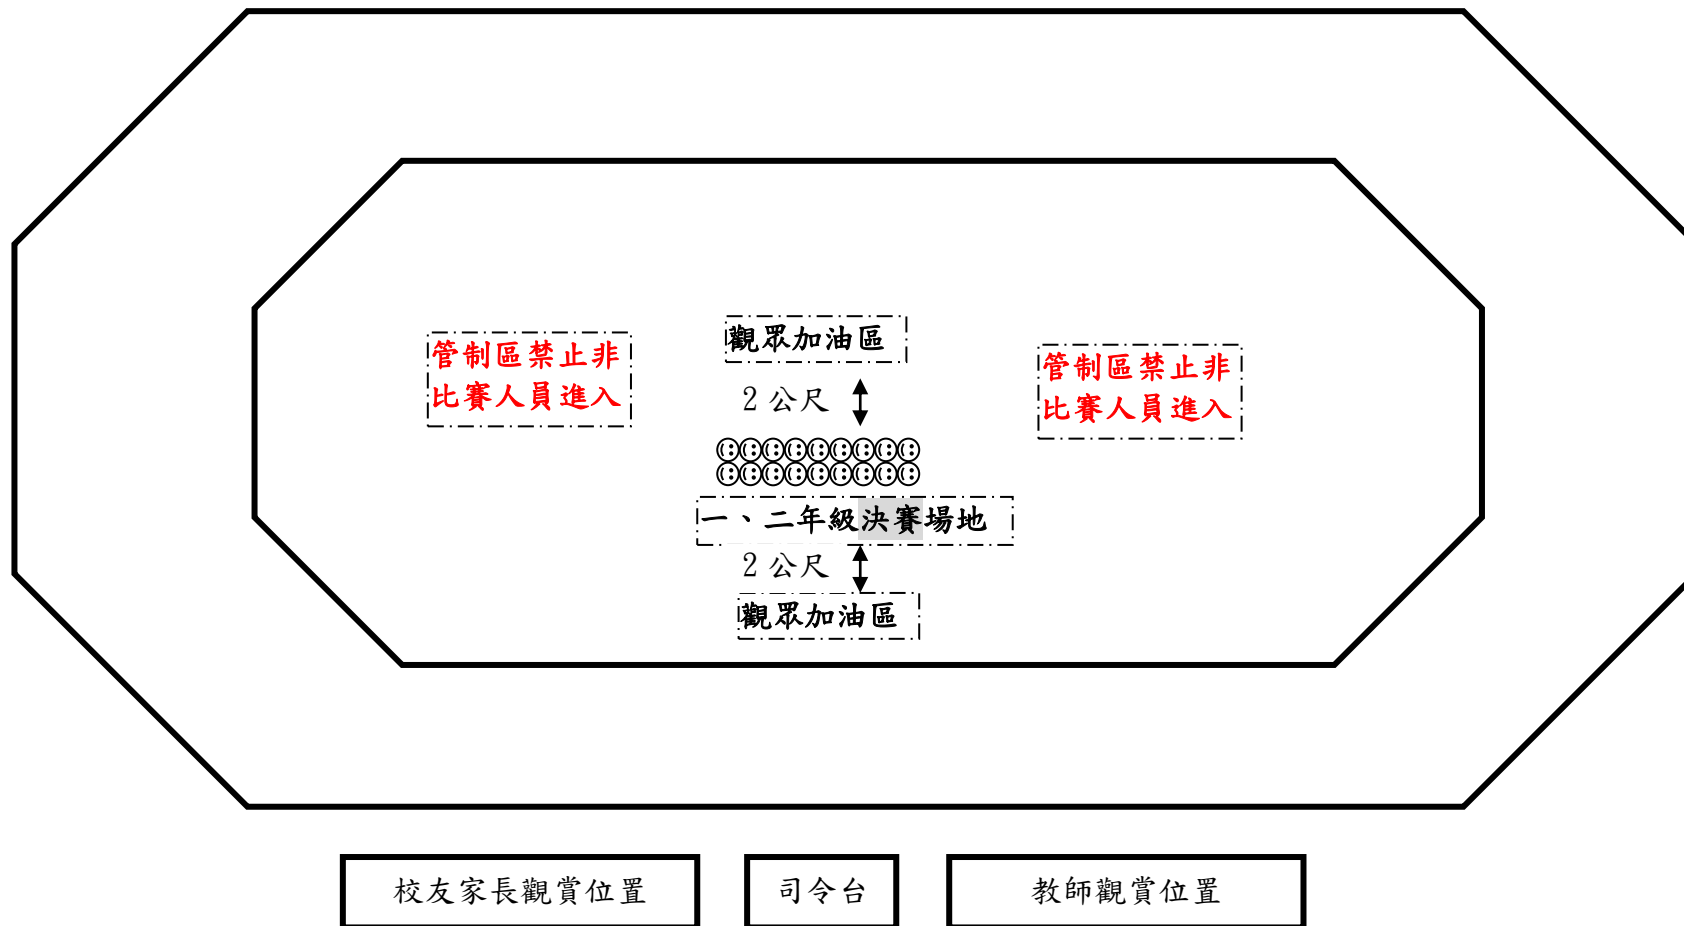 觀眾加油區
管制區禁止非
比賽人員進入
管制區禁止非
比賽人員進入
2公尺
一、二年級決賽場地
2公尺
觀眾加油區
校友家長觀賞位置
司令台
教師觀賞位置